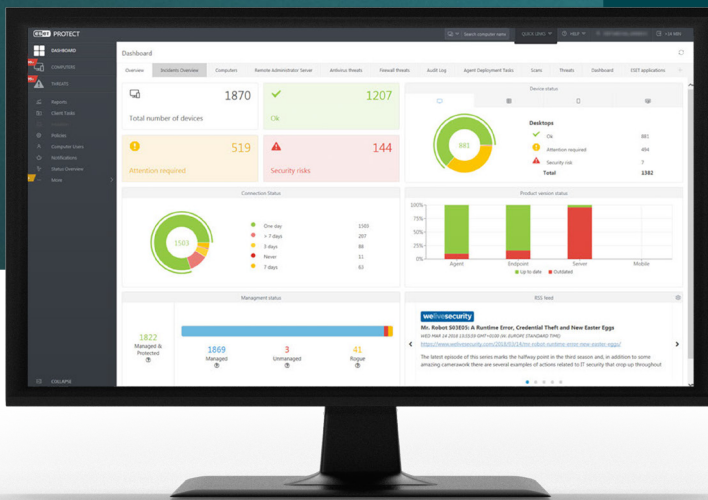 eset PROTECT
Search computer name
QUICK LINKS
HELP
>14 MIN
DASHBOARD
COMPUTERS
THREATS
Reports
Client Tasks
Policies
Computer Users
Notifications
Status Overview
More
COLLAPSE
Dashboard
Overview
Incidents Overview
Computers
Remote Administrator Server
Antivirus threats
Firewall threats
Audit Log
Agent Deployment Tasks
Scans
Threats
Dashboard
ESET applications
1870
Total number of devices
1207
Ok
519
Attention required
144
Security risks
Device status
881
Desktops
Ok 881
Attention required 494
Security risk 7
Total 1382
Connection Status
1503
One day
> 7 days 207
3 days 88
Never 11
7 days 61
Product version status
100%
75%
50%
25%
0%
Agent
Endpoint
Server
Mobile
Up to date
Outdated
Managment status
1822
Managed &
Protected
1869
Managed
3
Unmanaged
41
Rogue
RSS feed
welivesecurity
Mr. Robot S03E03: A Runtime Error, Credential Theft and New Easter Eggs
The latest episode of this series marks the halfway point in the third season and, in addition to some
amazing camarawork there are several examples of actions related to IT security that crop up throughout